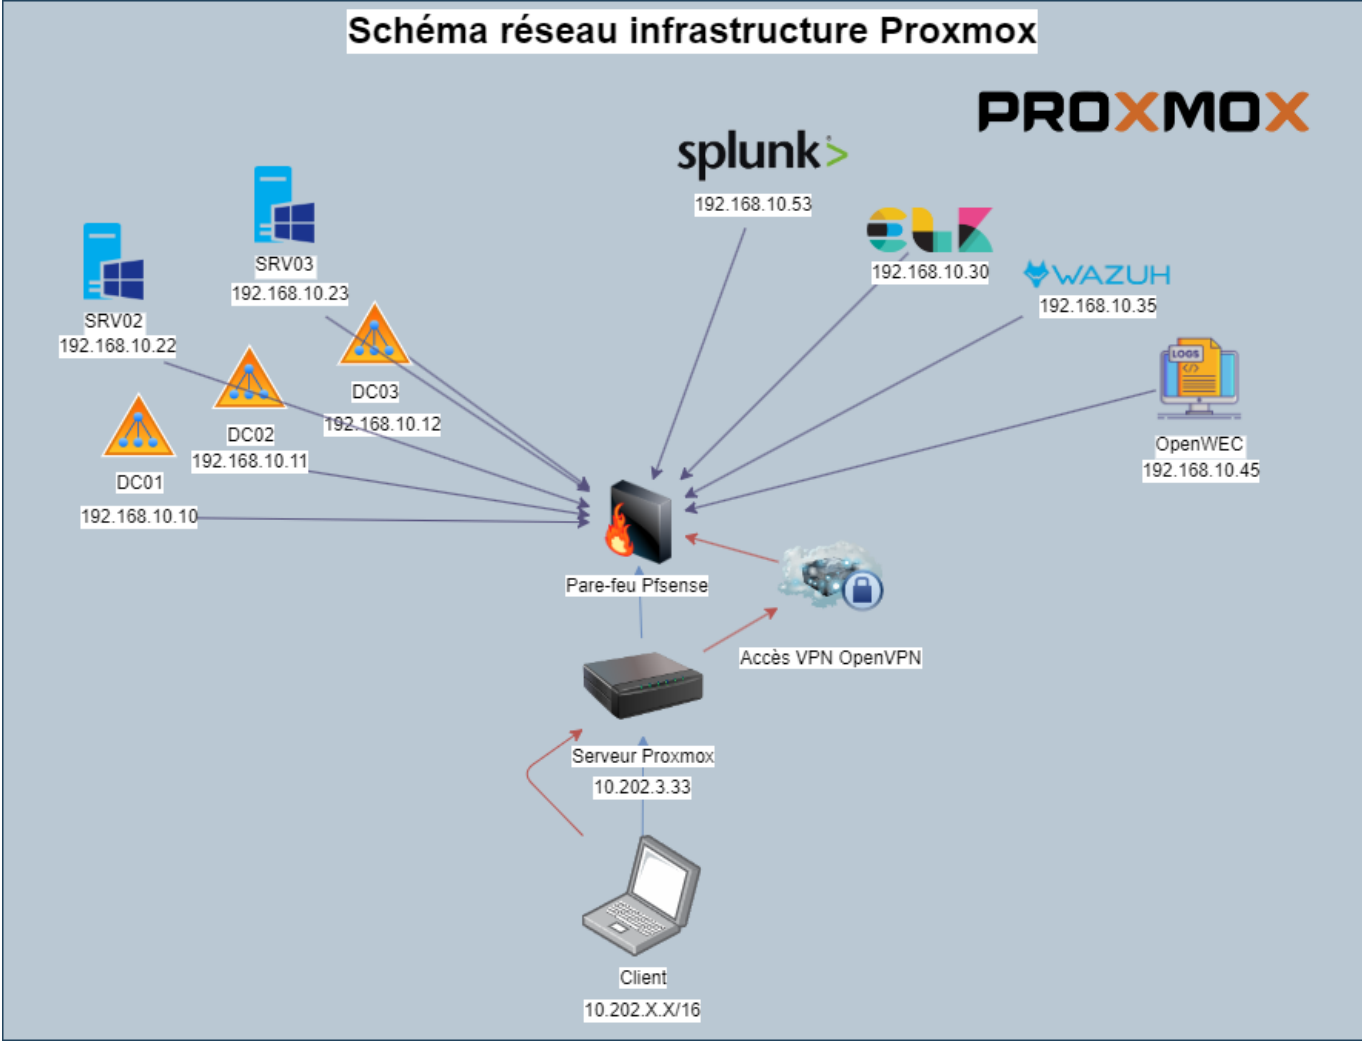 Schéma réseau infrastructure Proxmox
PROXMOX
splunk>
192.168.10.53
SRV03
192.168.10.23
ELK
192.168.10.30
WAZUH
192.168.10.35
SRV02
192.168.10.22
LOGS
</>
DC03
192.168.10.12
DC02
192.168.10.11
OpenWEC
192.168.10.45
DC01
192.168.10.10
Pare-feu Pfsense
Accès VPN OpenVPN
Serveur Proxmox
10.202.3.33
Client
10.202.X.X/16